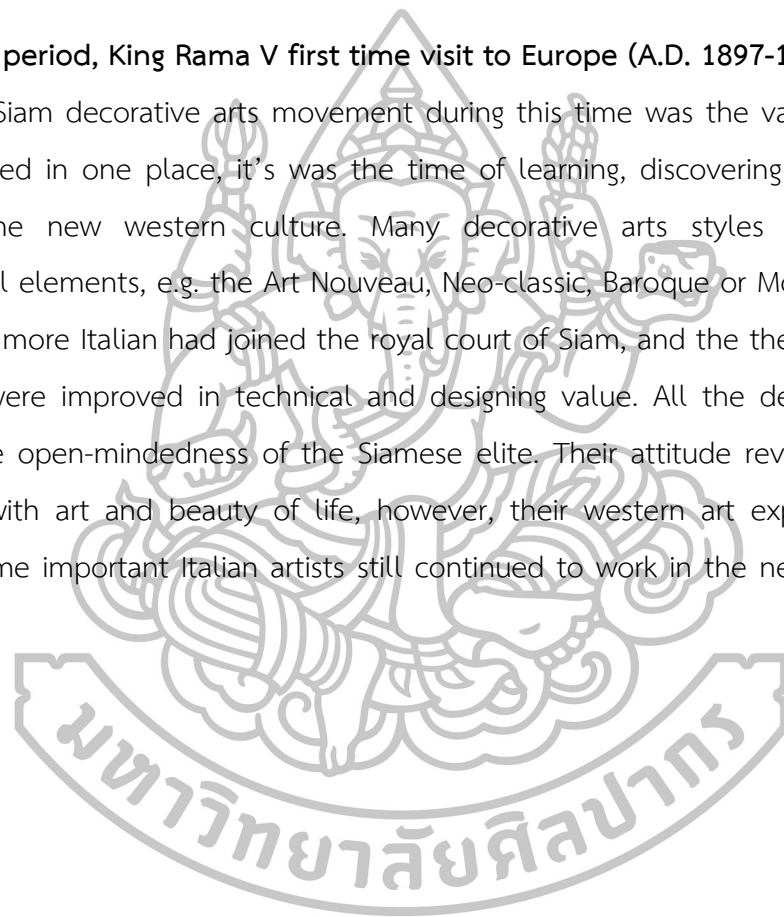 period, King Rama V first time visit to Europe (A.D. 1897-1
Siam decorative arts movement during this time was the va
ed in one place, it's was the time of learning, discovering
ne new western culture. Many decorative arts styles
l elements, e.g. the Art Nouveau, Neo-classic, Baroque or Mo
more Italian had joined the royal court of Siam, and the the
were improved in technical and designing value. All the de
e open-mindedness of the Siamese elite. Their attitude rev
with art and beauty of life, however, their western art exp
me important Italian artists still continued to work in the ne
มหาวิทยาลัยศิลปากร